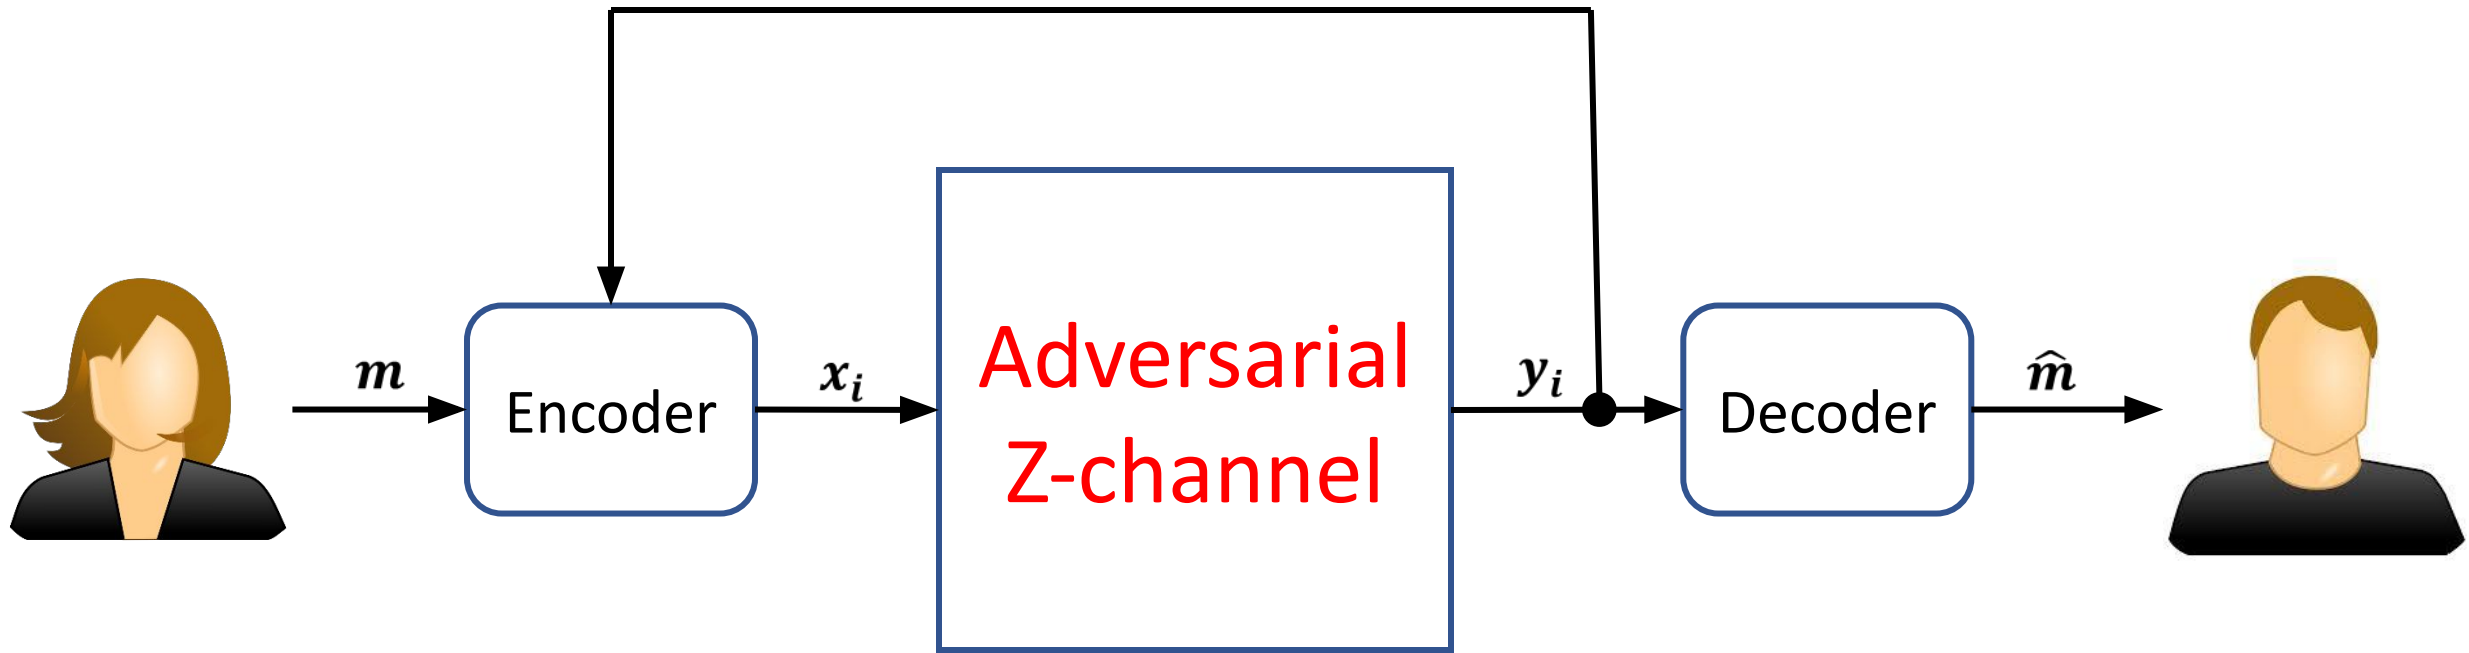 m
Encoder
x_i
Adversarial
Z-channel
y_i
Decoder
m̂